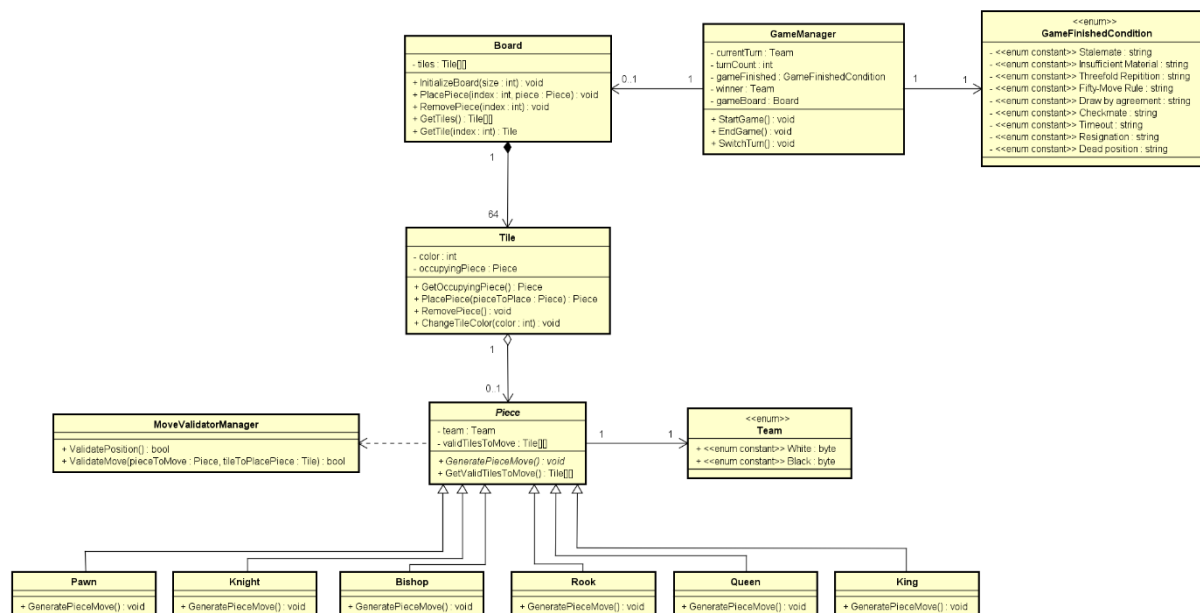 Board
- tiles : Tile[][]
+ InitializeBoard(size : int) : void
+ PlacePiece(index : int, piece : Piece) : void
+ RemovePiece(index : int) : void
+ GetTiles() : Tile[][]
+ GetTile(index : int) : Tile
0..1
1
GameManager
- currentTurn : Team
- turnCount : int
- gameFinished : GameFinishedCondition
- winner : Team
- gameBoard : Board
+ StartGame() : void
+ EndGame() : void
+ SwitchTurn() : void
1
1
<<enum>>
GameFinishedCondition
- <<enum constant>> Stalemate : string
- <<enum constant>> Insufficient Material : string
- <<enum constant>> Threefold Repitition : string
- <<enum constant>> Fifty-Move Rule : string
- <<enum constant>> Draw by agreement : string
- <<enum constant>> Checkmate : string
- <<enum constant>> Timeout : string
- <<enum constant>> Resignation : string
- <<enum constant>> Dead position : string
1
64
Tile
- color : int
- occupyingPiece : Piece
+ GetOccupyingPiece() : Piece
+ PlacePiece(pieceToPlace : Piece) : Piece
+ RemovePiece() : void
+ ChangeTileColor(color : int) : void
1
0..1
MoveValidatorManager
+ ValidatePosition() : bool
+ ValidateMove(pieceToMove : Piece, tileToPlacePiece : Tile) : bool
Piece
- team : Team
- validTilesToMove : Tile[][]
+ GeneratePieceMove() : void
+ GetValidTilesToMove() : Tile[][]
1
1
<<enum>>
Team
+ <<enum constant>> White : byte
+ <<enum constant>> Black : byte
Pawn
+ GeneratePieceMove() : void
Knight
+ GeneratePieceMove() : void
Bishop
+ GeneratePieceMove() : void
Rook
+ GeneratePieceMove() : void
Queen
+ GeneratePieceMove() : void
King
+ GeneratePieceMove() : void